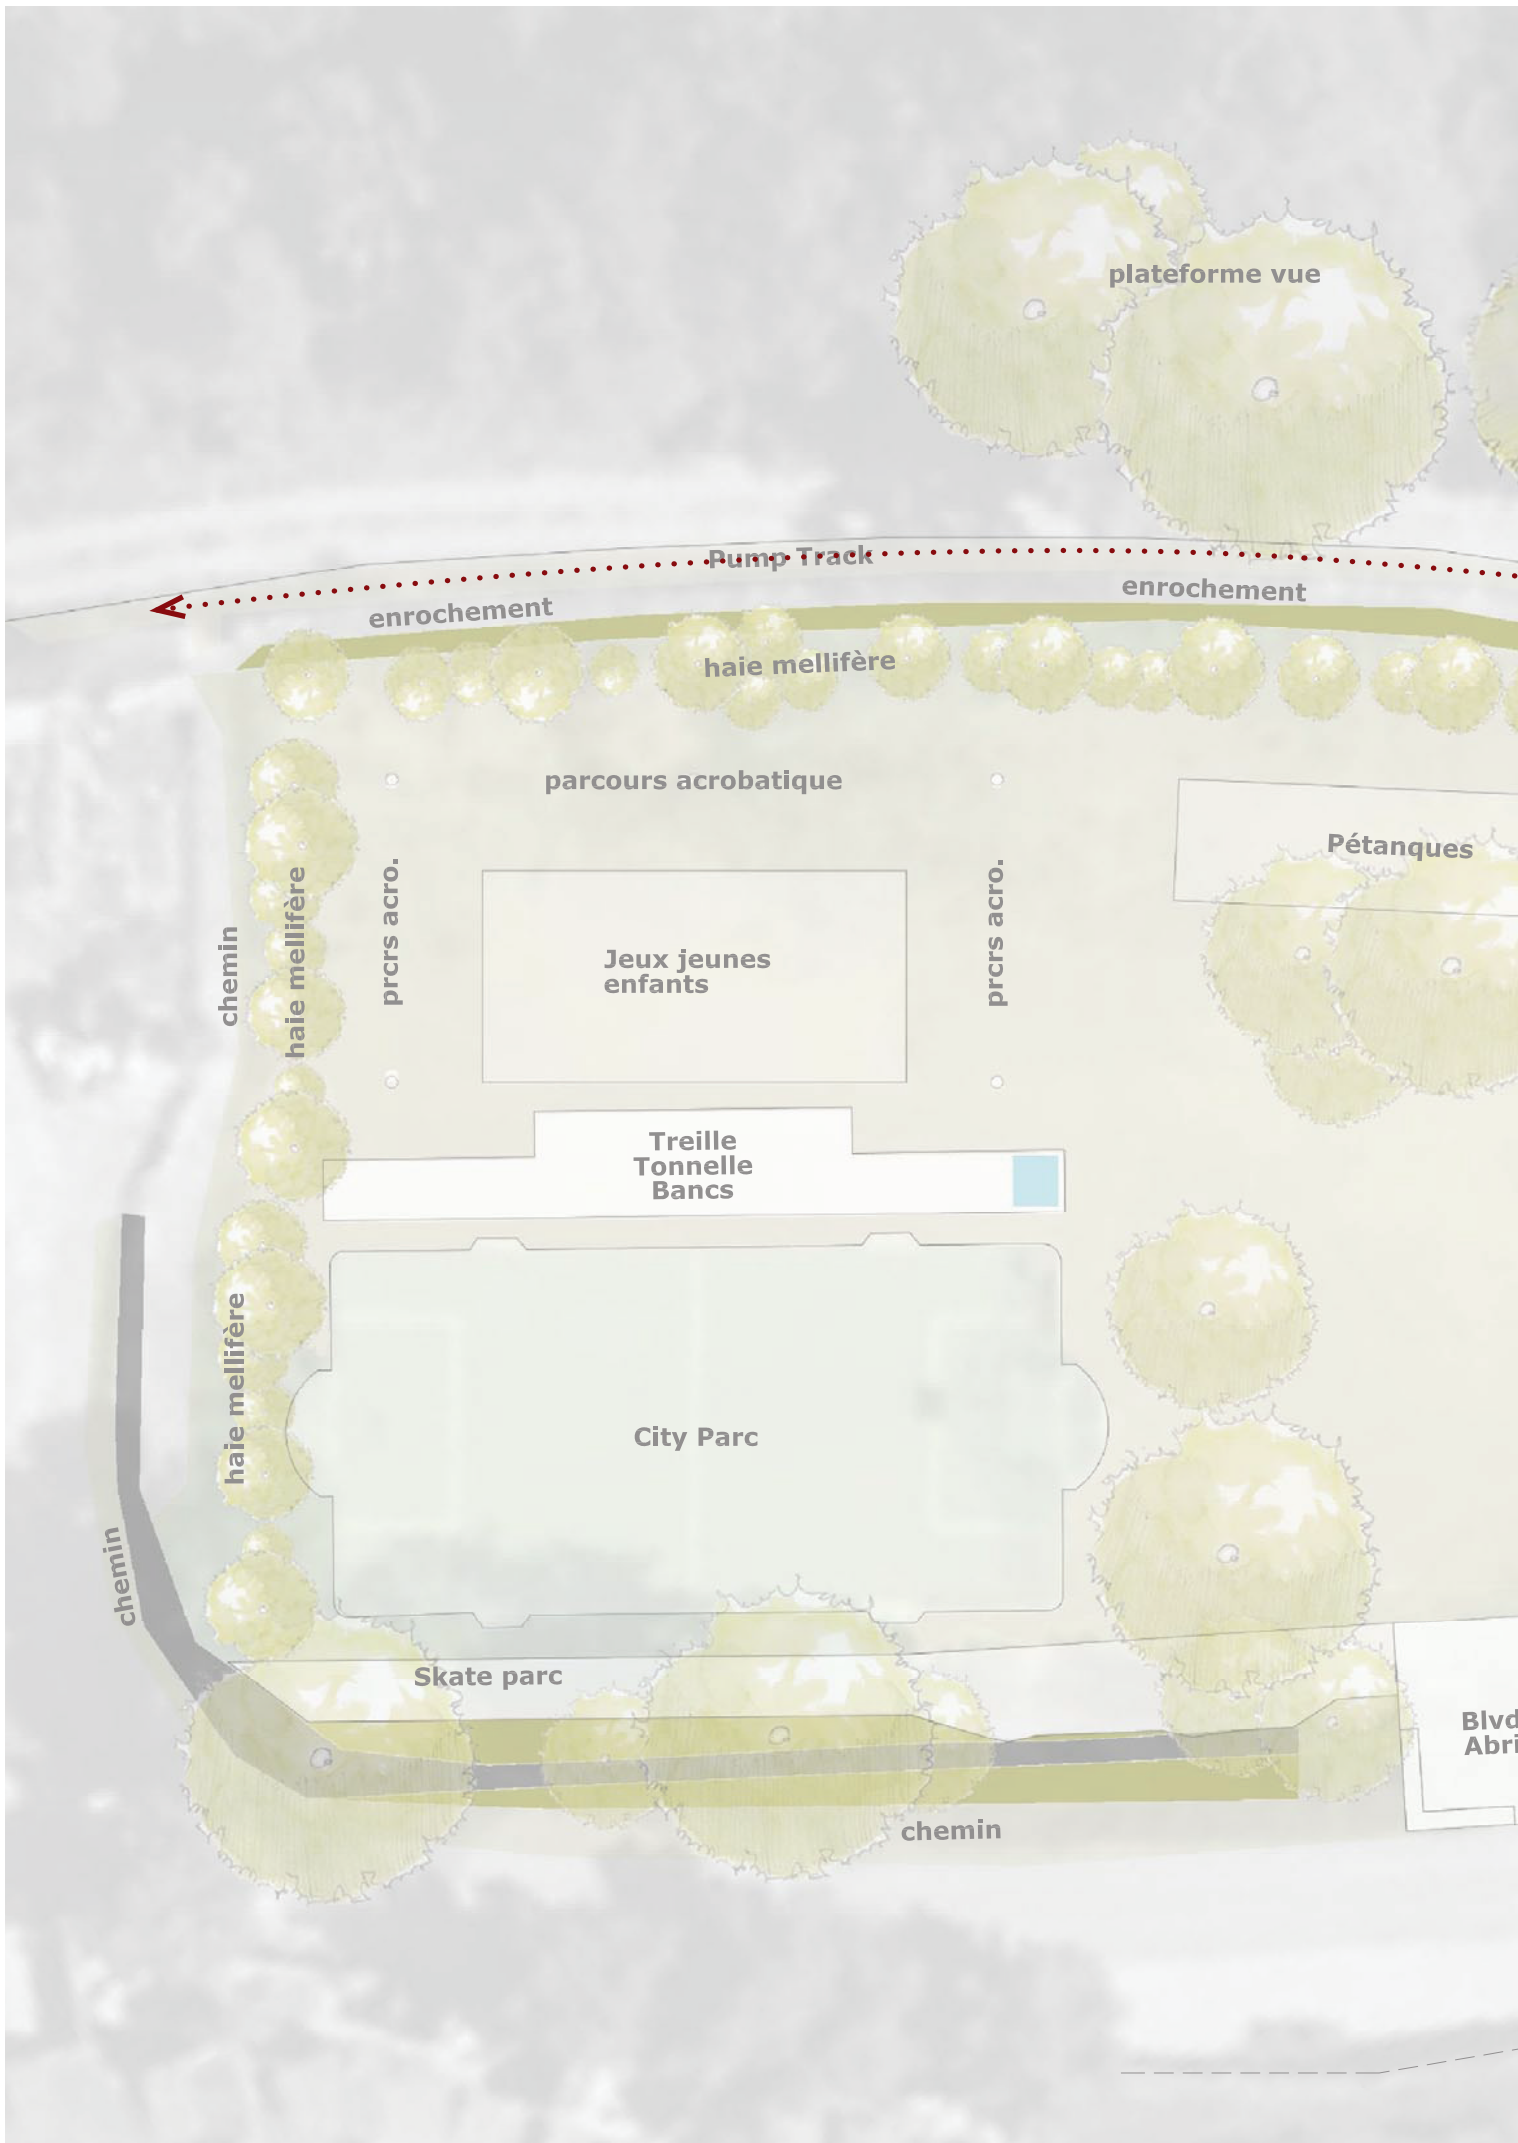 plateforme vue
Pump Track
enrochement
enrochement
haie mellifère
parcours acrobatique
Pétanques
prcrs acro.
prcrs acro.
haie mellifère
chemin
Jeux jeunes
enfants
Treille
Tonnelle
Bancs
haie mellifère
City Parc
chemin
Skate parc
Blvd
Abri
chemin